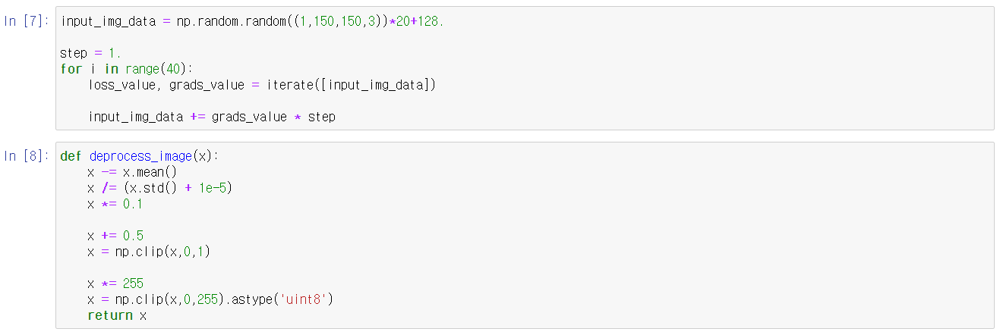 In [7]: input_img_data = np.random.random((1,150,150,3))*20+128.

step = 1.
for i in range(40):
    loss_value, grads_value = iterate([input_img_data])

    input_img_data += grads_value * step

In [8]: def deprocess_image(x):
    x -= x.mean()
    x /= (x.std() + 1e-5)
    x *= 0.1

    x += 0.5
    x = np.clip(x,0,1)

    x *= 255
    x = np.clip(x,0,255).astype('uint8')
    return x